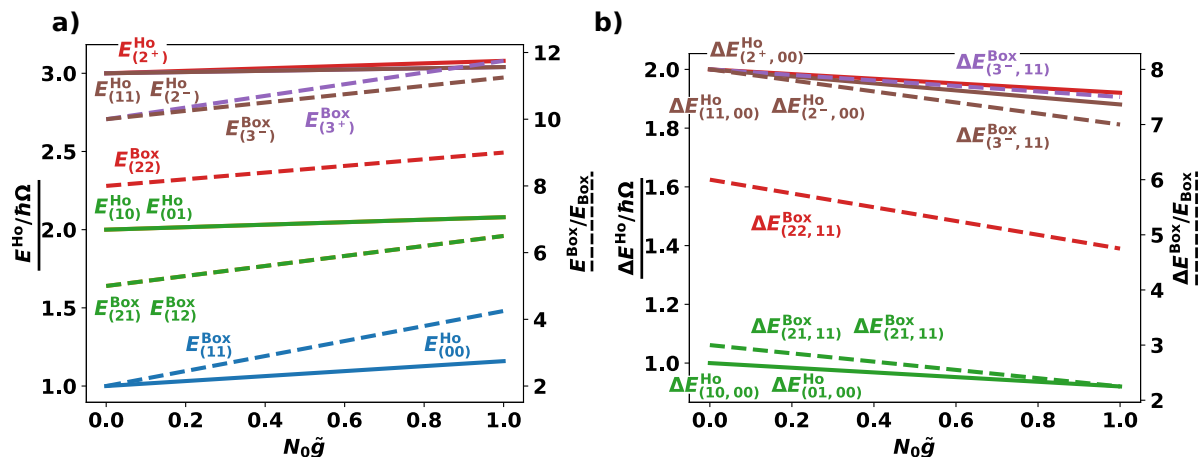 a)
E^Ho_(2^+)
E^Ho_(11) E^Ho_(2^-)
E^Box_(3^-)
E^Box_(3^+)
E^Box_(22)
E^Ho_(10) E^Ho_(01)
E^Box_(21) E^Box_(12)
E^Box_(11)
E^Ho_(00)
3.0
2.5
2.0
1.5
1.0
12
10
8
6
4
2
0.0 0.2 0.4 0.6 0.8 1.0
N_0g̃
E^Ho/ℏΩ
E^Box/E_Box
b)
ΔE^Ho_(2^+, 00)
ΔE^Box_(3^-, 11)
ΔE^Ho_(11, 00) ΔE^Ho_(2^-, 00)
ΔE^Box_(3^-, 11)
ΔE^Box_(22, 11)
ΔE^Box_(21, 11) ΔE^Box_(21, 11)
ΔE^Ho_(10, 00) ΔE^Ho_(01, 00)
2.0
1.8
1.6
1.4
1.2
1.0
8
7
6
5
4
3
2
0.0 0.2 0.4 0.6 0.8 1.0
N_0g̃
ΔE^Ho/ℏΩ
ΔE^Box/E_Box